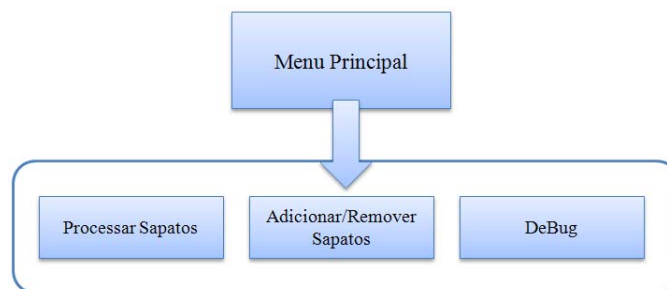 Menu Principal
Processar Sapatos
Adicionar/Remover
Sapatos
DeBug